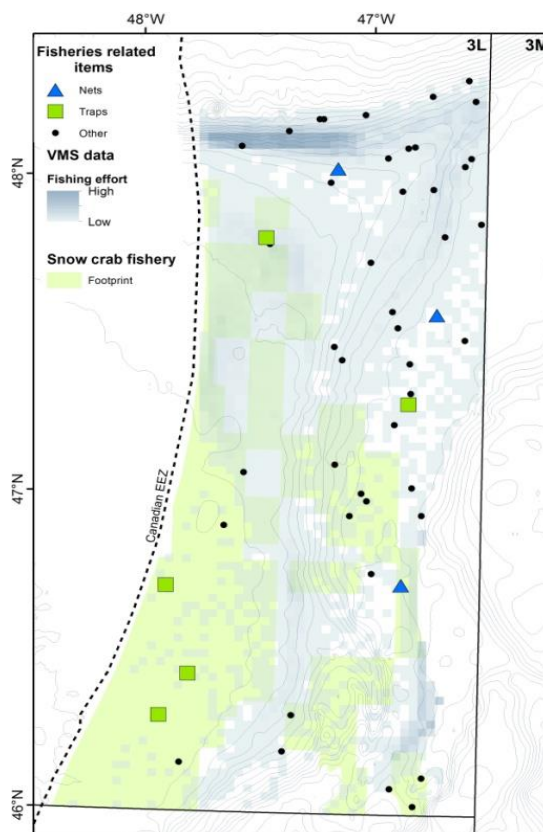 48°W
47°W
3L
3M
Fisheries related
items
Nets
Traps
Other
VMS data
Fishing effort
High
Low
Snow crab fishery
Footprint
48°N
Canadian EEZ
47°N
46°N